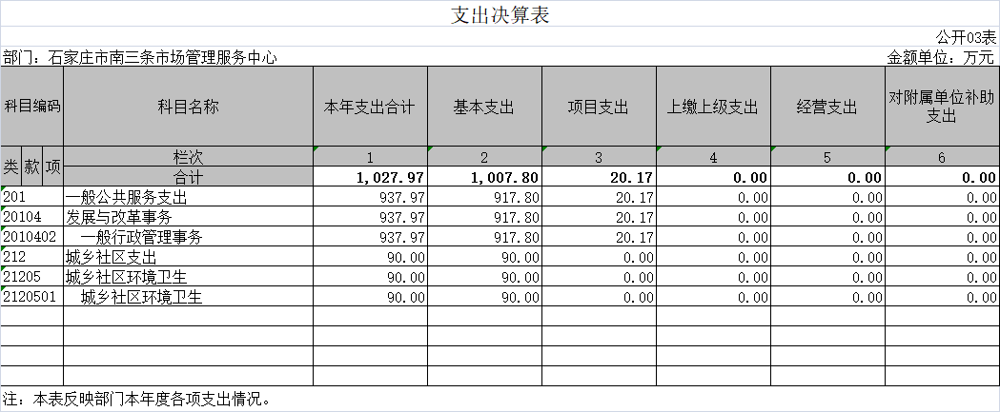 支出决算表
公开03表
部门：石家庄市南三条市场管理服务中心 金额单位：万元
科目编码 科目名称 本年支出合计 基本支出 项目支出 上缴上级支出 经营支出 对附属单位补助支出
类 款 项 栏次 1 2 3 4 5 6
合计 1,027.97 1,007.80 20.17 0.00 0.00 0.00
201 一般公共服务支出 937.97 917.80 20.17 0.00 0.00 0.00
20104 发展与改革事务 937.97 917.80 20.17 0.00 0.00 0.00
2010402 一般行政管理事务 937.97 917.80 20.17 0.00 0.00 0.00
212 城乡社区支出 90.00 90.00 0.00 0.00 0.00 0.00
21205 城乡社区环境卫生 90.00 90.00 0.00 0.00 0.00 0.00
2120501 城乡社区环境卫生 90.00 90.00 0.00 0.00 0.00 0.00
注：本表反映部门本年度各项支出情况。